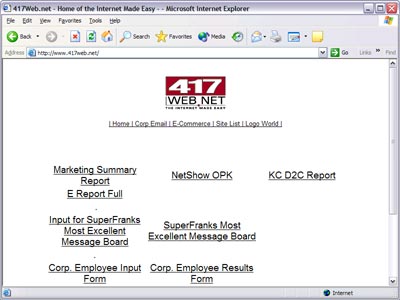 417Web.net - Home of the Internet Made Easy - - Microsoft Internet Explorer
File Edit View Favorites Tools Help
Back Search Favorites Media
Address http://www.417web.net/ Go Links
417
WEB.NET
THE INTERNET MADE EASY
| Home | Corp Email | E-Commerce | Site List | Logo World |
Marketing Summary Report
NetShow OPK
KC D2C Report
E Report Full
Input for SuperFranks Most Excellent Message Board
SuperFranks Most Excellent Message Board
Corp. Employee Input Form
Corp. Employee Results Form
Internet